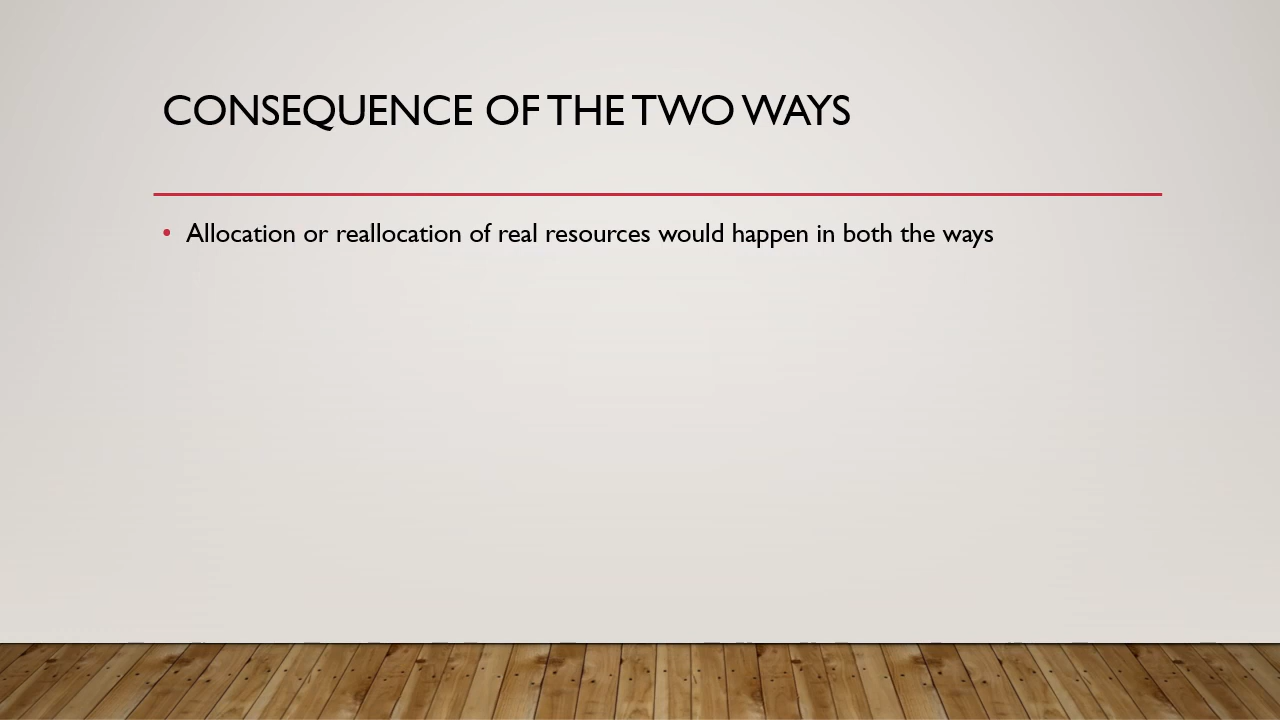 CONSEQUENCE OF THE TWO WAYS
• Allocation or reallocation of real resources would happen in both the ways